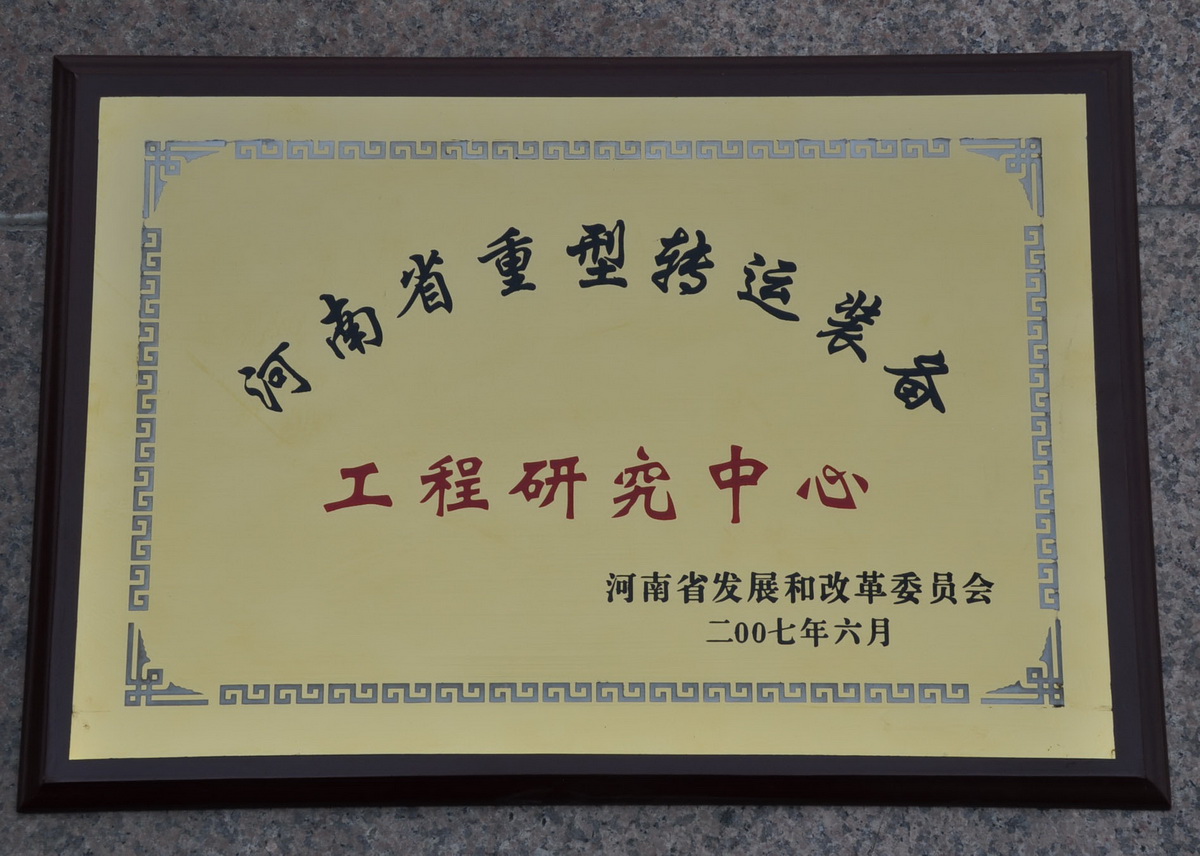 河南省重型转运装备
工程研究中心
河南省发展和改革委员会
二00七年六月